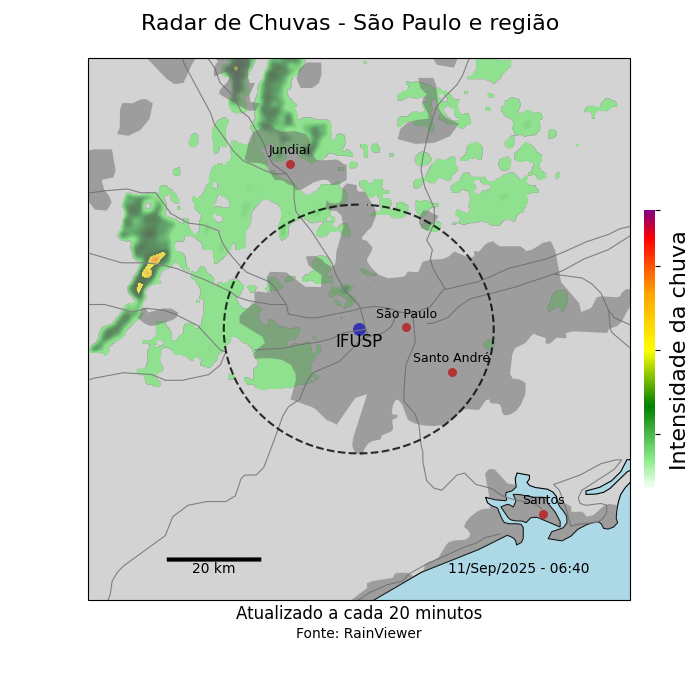 Radar de Chuvas - São Paulo e região
Jundiaí
São Paulo
IFUSP
Santo André
Santos
20 km
11/Sep/2025 - 06:40
Intensidade da chuva
Atualizado a cada 20 minutos
Fonte: RainViewer